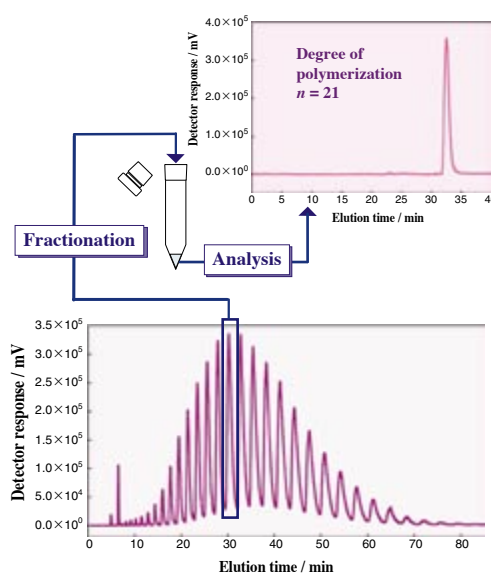 4.0×10⁵
3.0×10⁵
2.0×10⁵
1.0×10⁵
0.0×10⁰
Detector response / mV
Degree of
polymerization
n = 21
0 5 10 15 20 25 30 35 40
Elution time / min
Fractionation
Analysis
3.5×10⁵
3.0×10⁵
2.5×10⁵
2.0×10⁵
1.5×10⁵
1.0×10⁵
5.0×10⁴
0.0×10⁰
Detector response / mV
0 10 20 30 40 50 60 70 80
Elution time / min